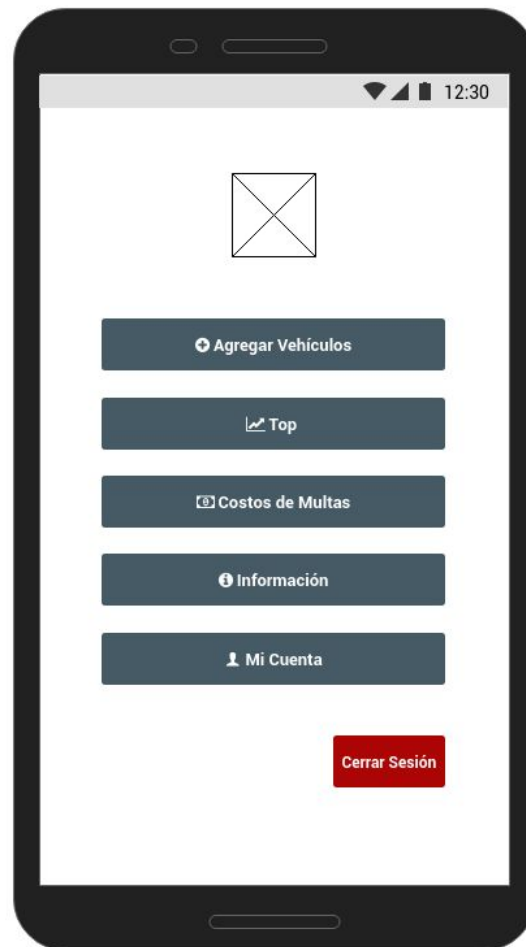 12:30
Agregar Vehículos
Top
Costos de Multas
Información
Mi Cuenta
Cerrar Sesión